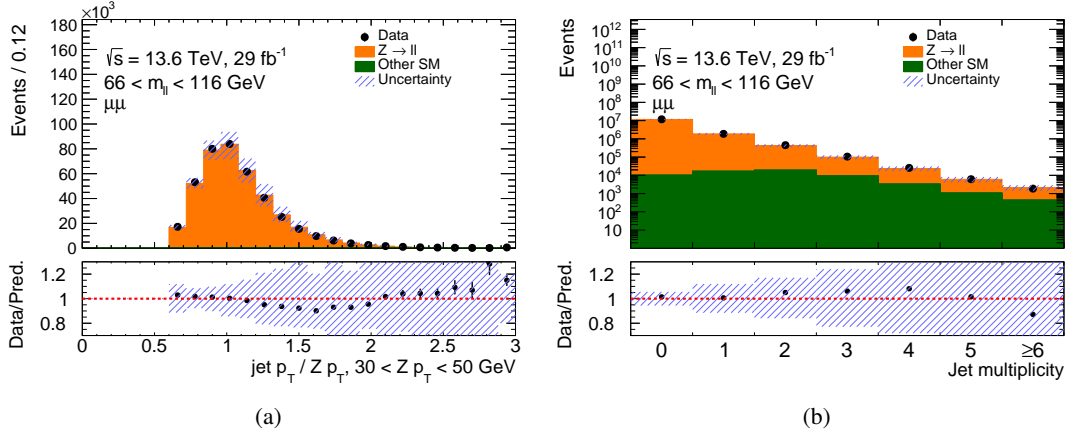 ×10³
180
160
140
120
100
80
60
40
20
0
Events / 0.12
√s = 13.6 TeV, 29 fb⁻¹
66 < m_ll < 116 GeV
μμ
Data
Z → ll
Other SM
Uncertainty
1.2
1
0.8
Data/Pred.
0 0.5 1 1.5 2 2.5 3
jet p_T / Z p_T, 30 < Z p_T < 50 GeV
(a)
10¹²
10¹¹
10¹⁰
10⁹
10⁸
10⁷
10⁶
10⁵
10⁴
10³
10²
Events
√s = 13.6 TeV, 29 fb⁻¹
66 < m_ll < 116 GeV
μμ
Data
Z → ll
Other SM
Uncertainty
1.2
1
0.8
Data/Pred.
0 1 2 3 4 5 ≥6
Jet multiplicity
(b)